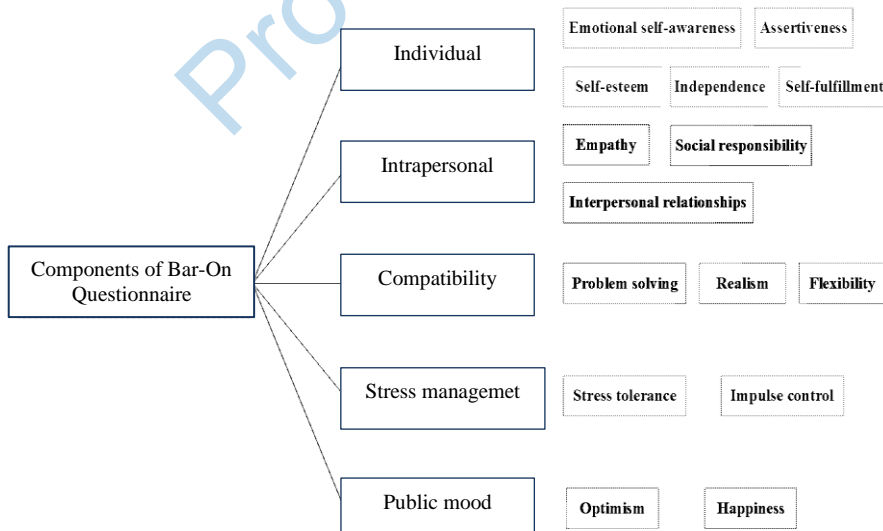 Pro
Individual
Emotional self-awareness
Assertiveness
Self-esteem
Independence
Self-fulfillment
Intrapersonal
Empathy
Social responsibility
Interpersonal relationships
Components of Bar-On
Questionnaire
Compatibility
Problem solving
Realism
Flexibility
Stress managemet
Stress tolerance
Impulse control
Public mood
Optimism
Happiness